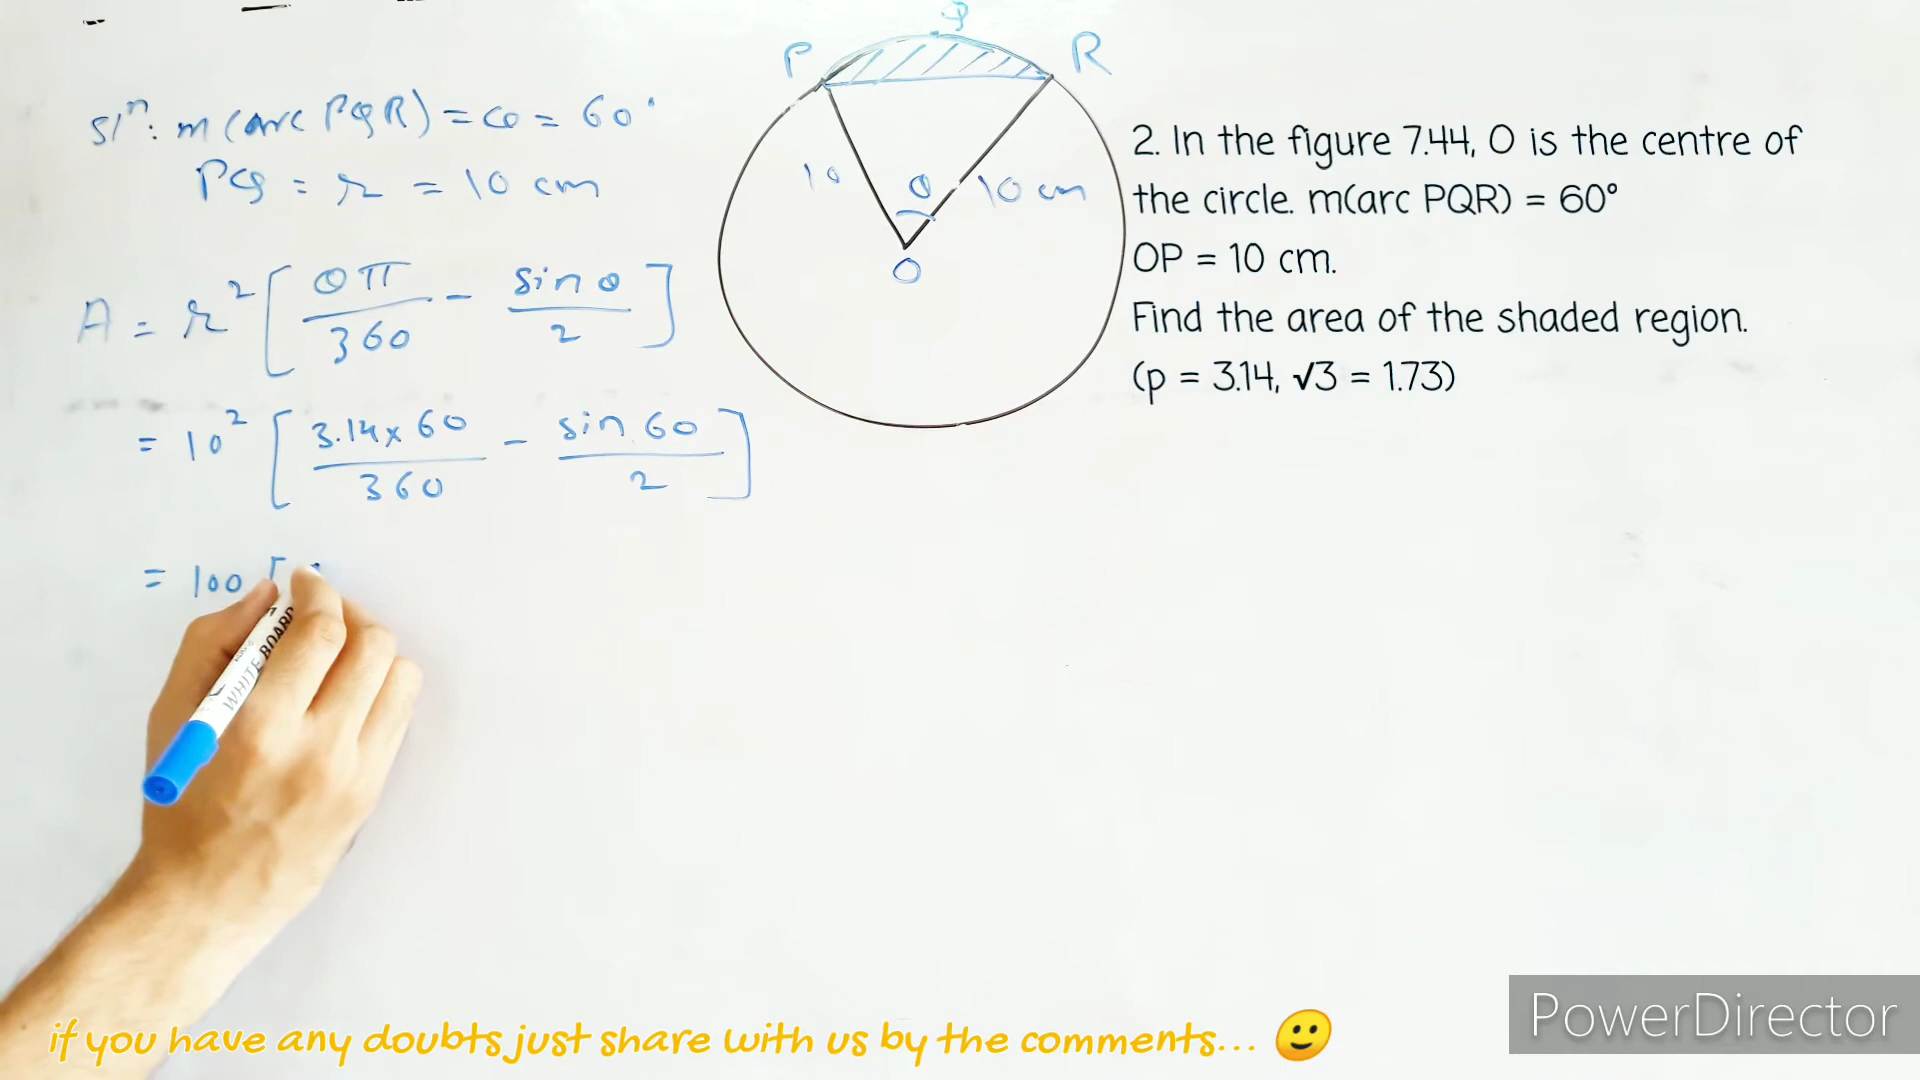 Slⁿ: m(arc PQR) = θ = 60°
PQ = r = 10 cm
A = r² [ θπ/360 - sin θ/2 ]
= 10² [ 3.14 x 60/360 - sin 60/2 ]
= 100 [
P
Q
R
10
θ
10 cm
O
2. In the figure 7.44, O is the centre of
the circle. m(arc PQR) = 60°
OP = 10 cm.
Find the area of the shaded region.
(p = 3.14, √3 = 1.73)
WHITE BOARD
if you have any doubts just share with us by the comments... 🙂
PowerDirector